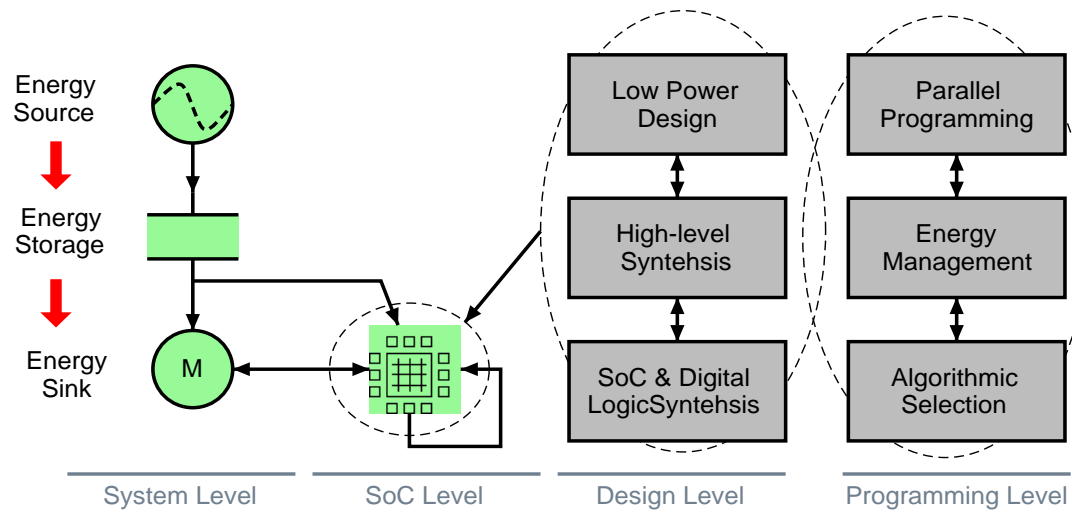 Energy
Source
Energy
Storage
Energy
Sink
M
Low Power
Design
High-level
Syntehsis
SoC & Digital
LogicSyntehsis
Parallel
Programming
Energy
Management
Algorithmic
Selection
System Level
SoC Level
Design Level
Programming Level